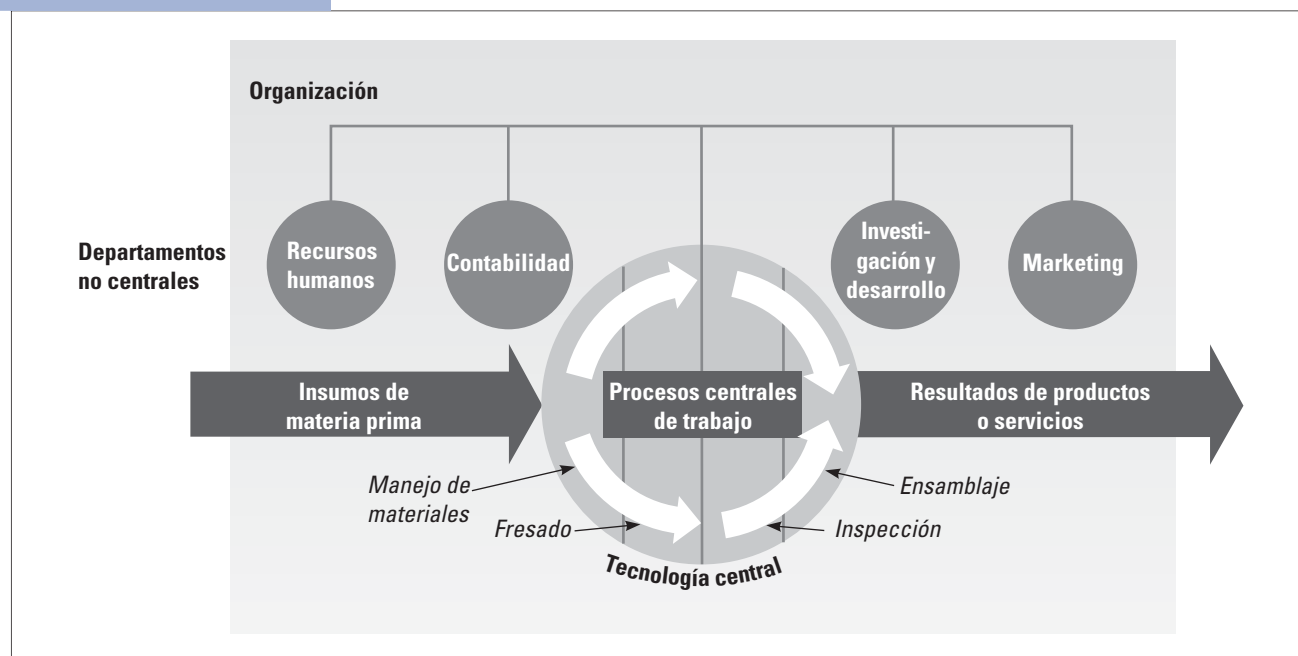 Organización
Departamentos
no centrales
Recursos
humanos
Contabilidad
Investi-
gación y
desarrollo
Marketing
Insumos de
materia prima
Procesos centrales
de trabajo
Resultados de productos
o servicios
Manejo de
materiales
Fresado
Ensamblaje
Inspección
Tecnología central